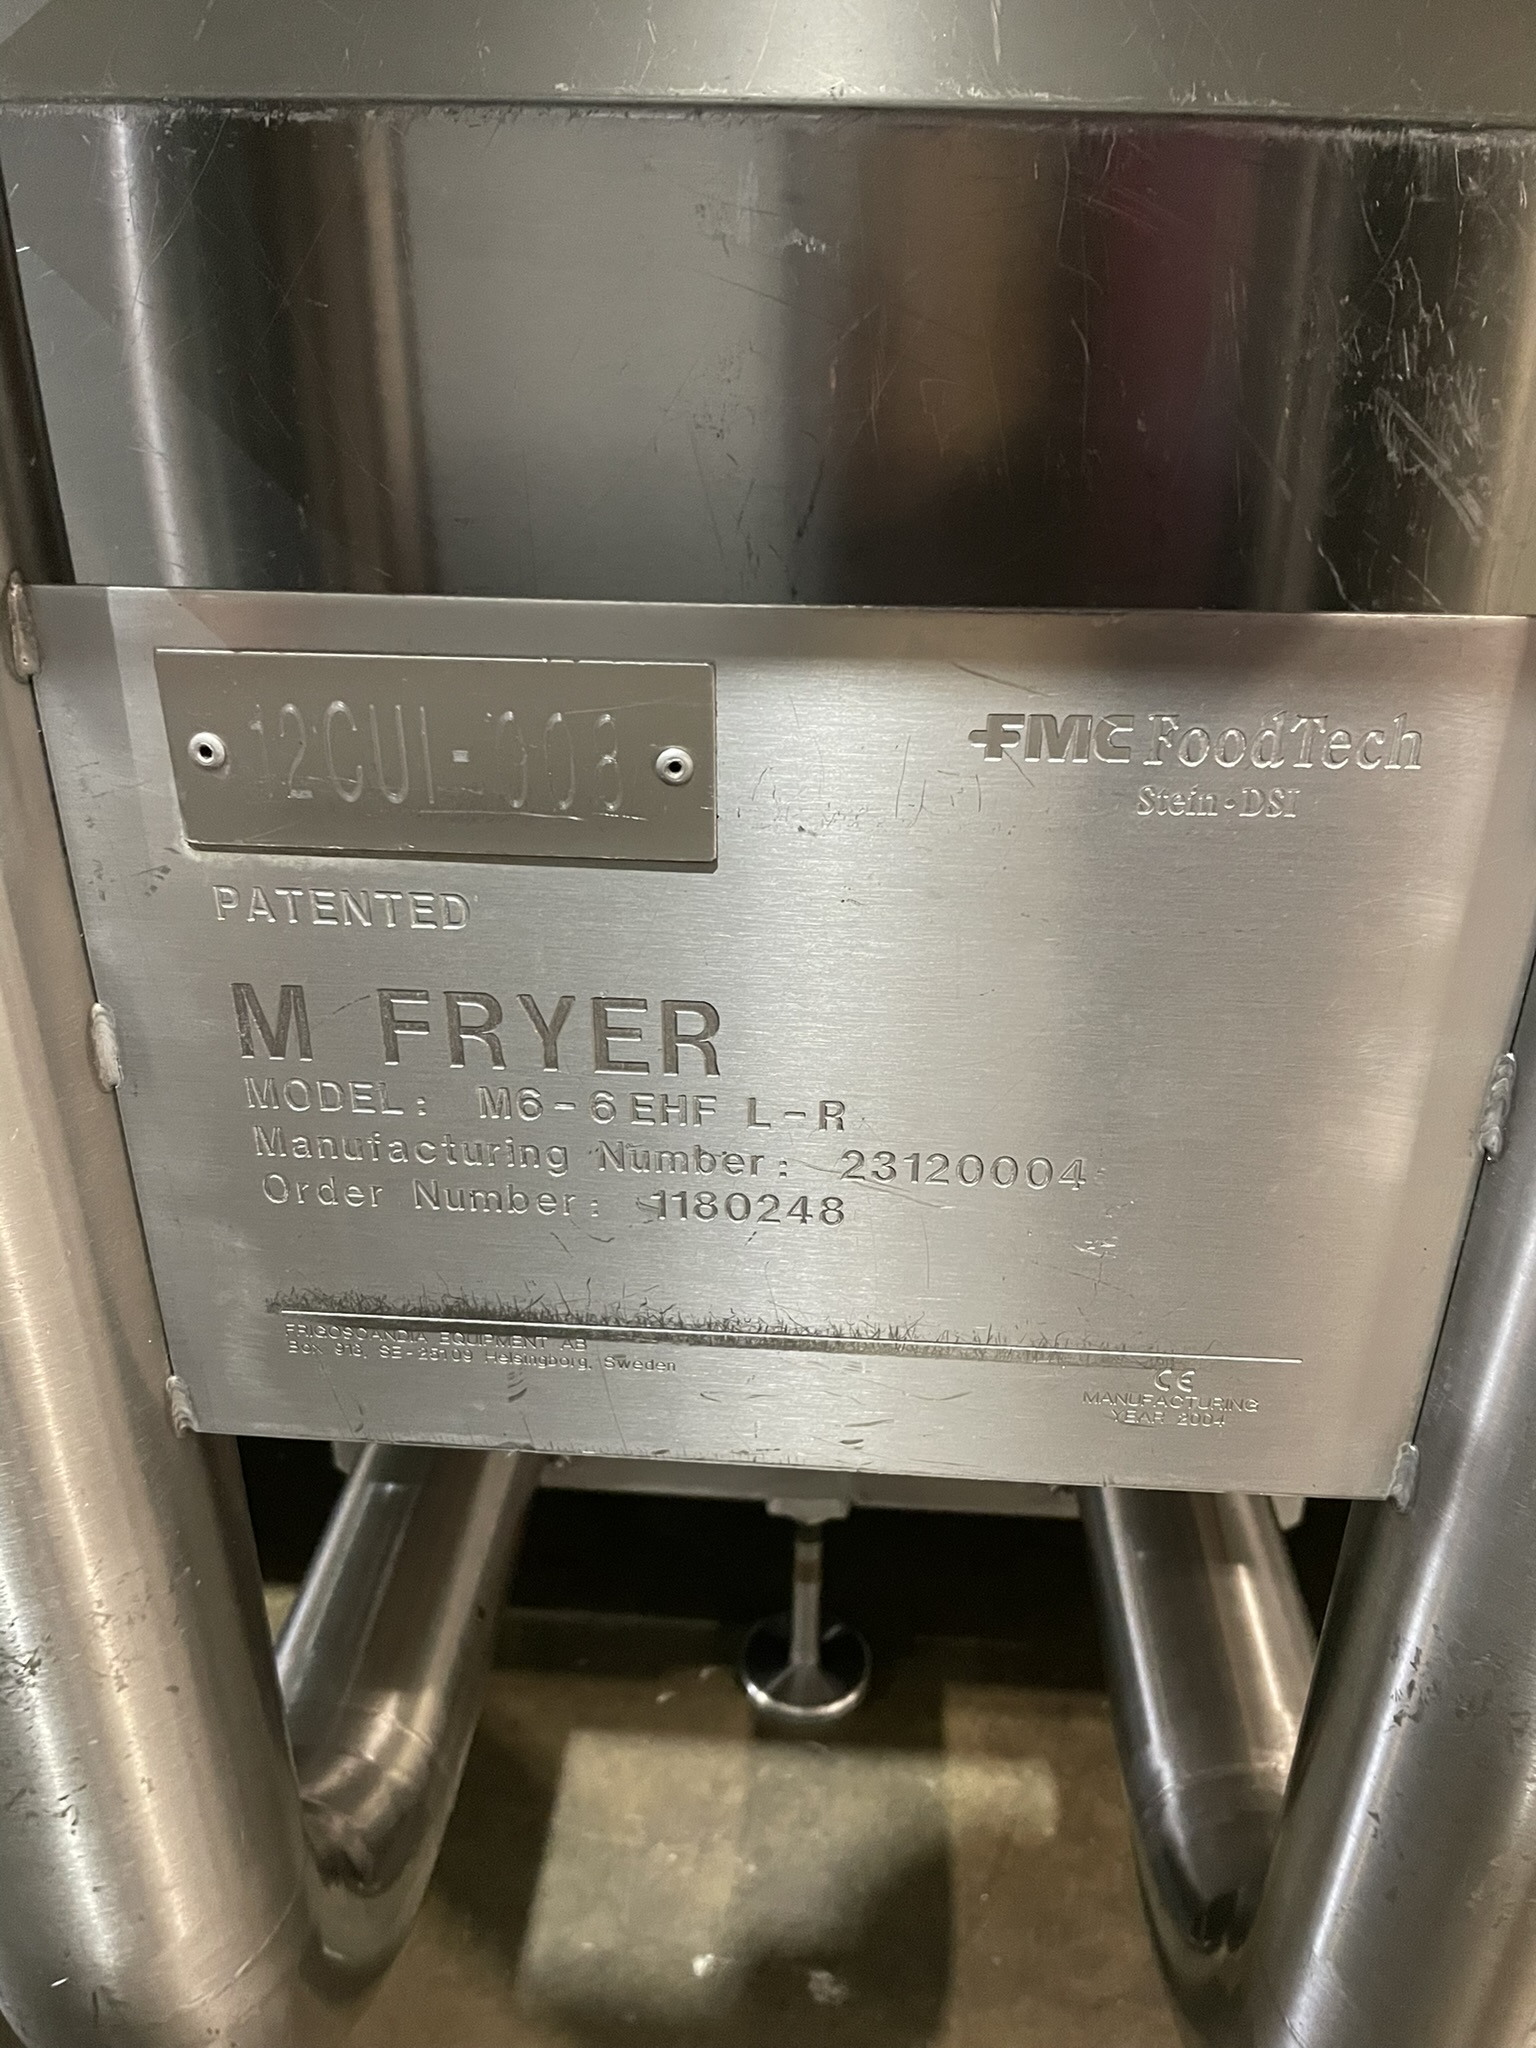 12CUI-003
FMC FoodTech
Stein·DSI
PATENTED
M FRYER
MODEL: M6-6EHF L-R
Manufacturing Number: 23120004
Order Number: 1180248
FRIGOSCANDIA EQUIPMENT AB
Box 913, SE-25109 Helsingborg, Sweden
CE
MANUFACTURING
YEAR 2004